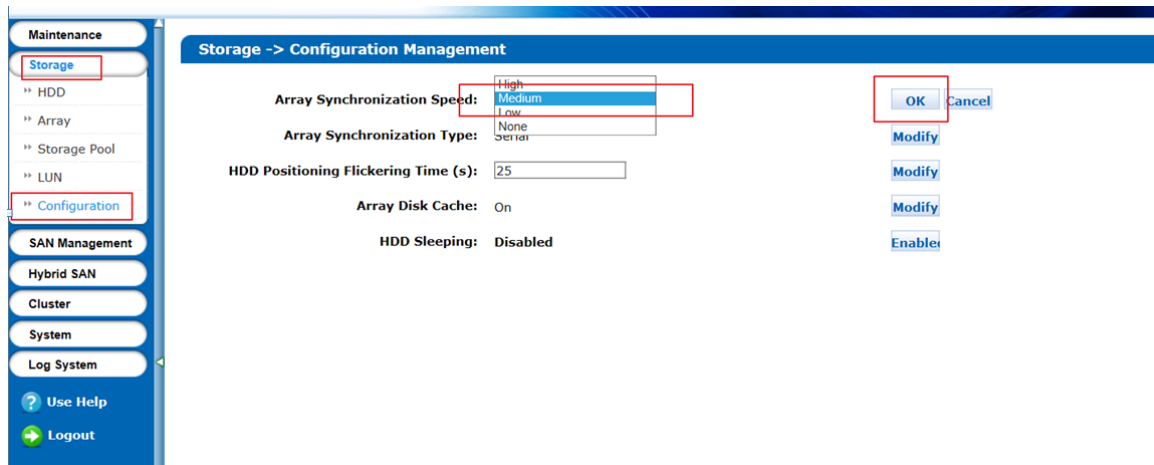 Maintenance
Storage
HDD
Array
Storage Pool
LUN
Configuration
SAN Management
Hybrid SAN
Cluster
System
Log System
Use Help
Logout
Storage -> Configuration Management
Array Synchronization Speed:
High
Medium
Low
None
OK Cancel
Array Synchronization Type: Serial
Modify
HDD Positioning Flickering Time (s): 25
Modify
Array Disk Cache: On
Modify
HDD Sleeping: Disabled
Enabled